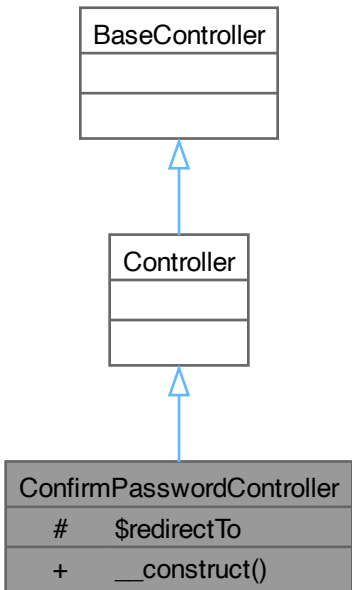 BaseController
Controller
ConfirmPasswordController
# $redirectTo
+ __construct()